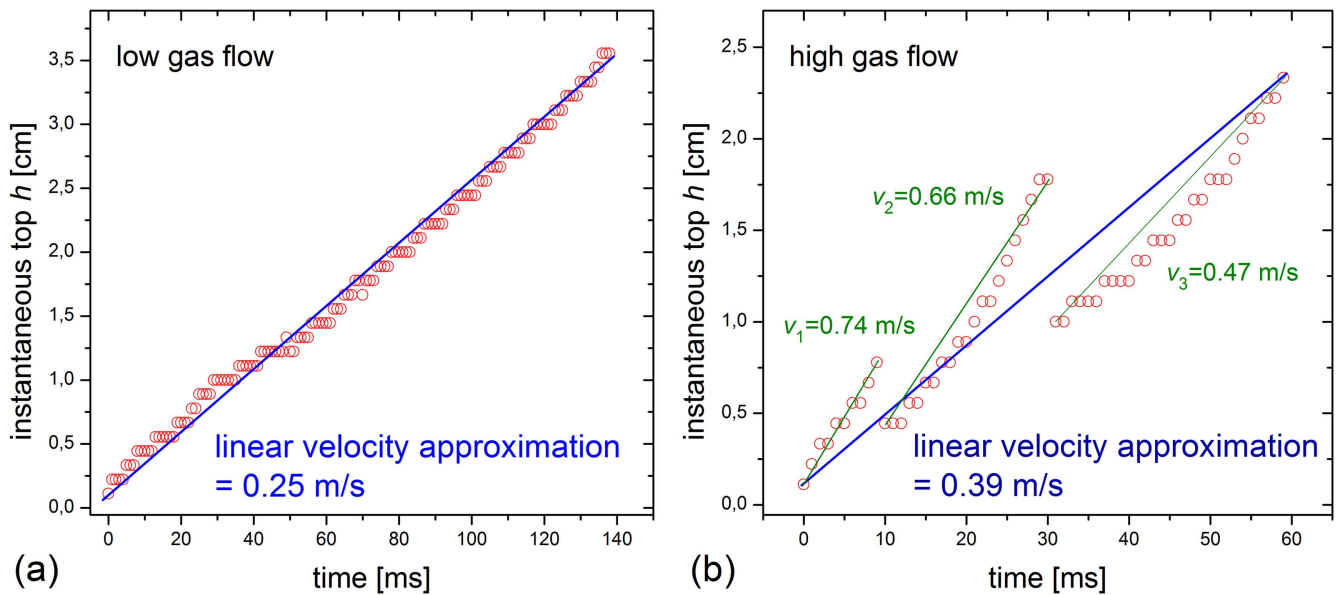 low gas flow
instantaneous top h [cm]
3,5
3,0
2,5
2,0
1,5
1,0
0,5
0,0
linear velocity approximation
= 0.25 m/s
0 20 40 60 80 100 120 140
time [ms]
(a)
high gas flow
instantaneous top h [cm]
2,5
2,0
1,5
1,0
0,5
0,0
v2=0.66 m/s
v1=0.74 m/s
v3=0.47 m/s
linear velocity approximation
= 0.39 m/s
0 10 20 30 40 50 60
time [ms]
(b)